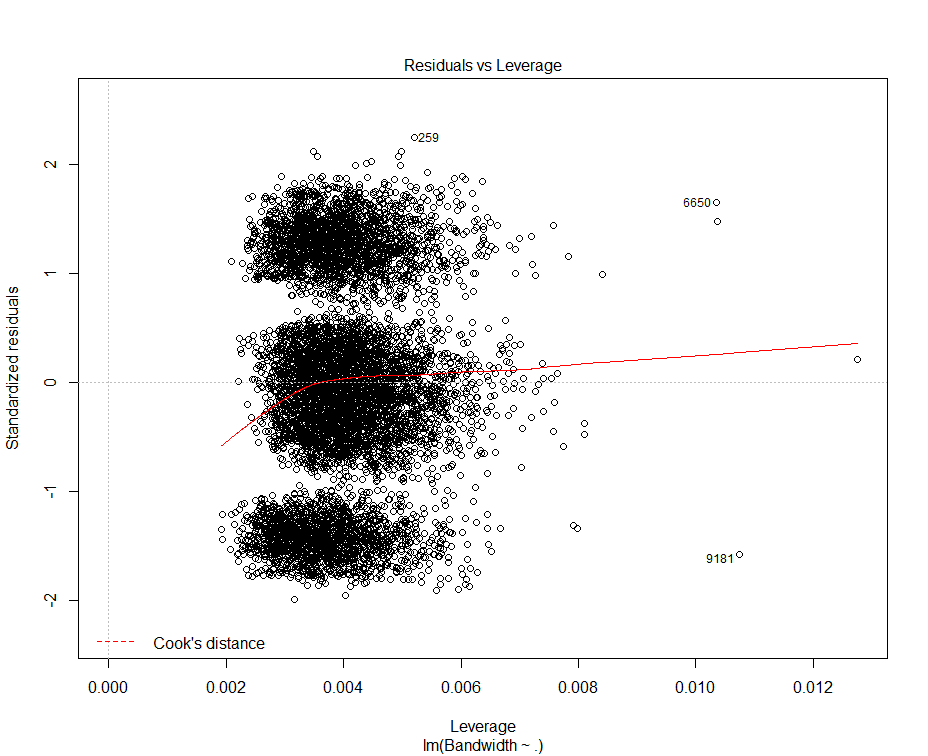 Residuals vs Leverage
259
6650
9181
Cook's distance
Standardized residuals
2
1
0
-1
-2
0.000 0.002 0.004 0.006 0.008 0.010 0.012
Leverage
lm(Bandwidth ~ .)